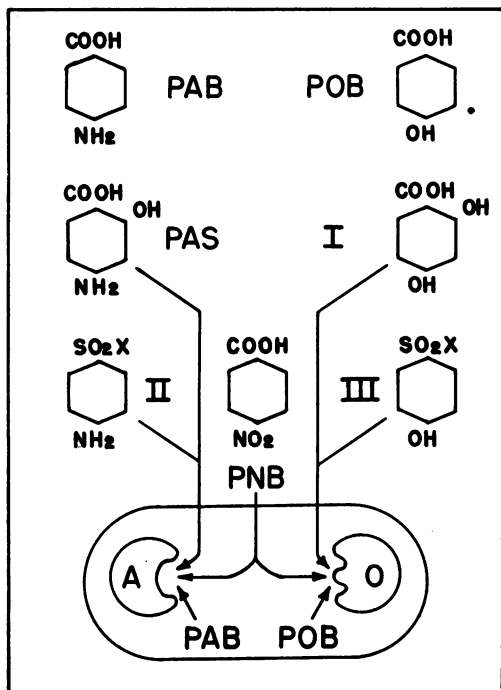 COOH COOH
PAB POB
NH2 OH
COOH OH COOH OH
PAS I
NH2 OH
SO2X COOH SO2X
II III
NH2 NO2 OH
PNB
A O
PAB POB